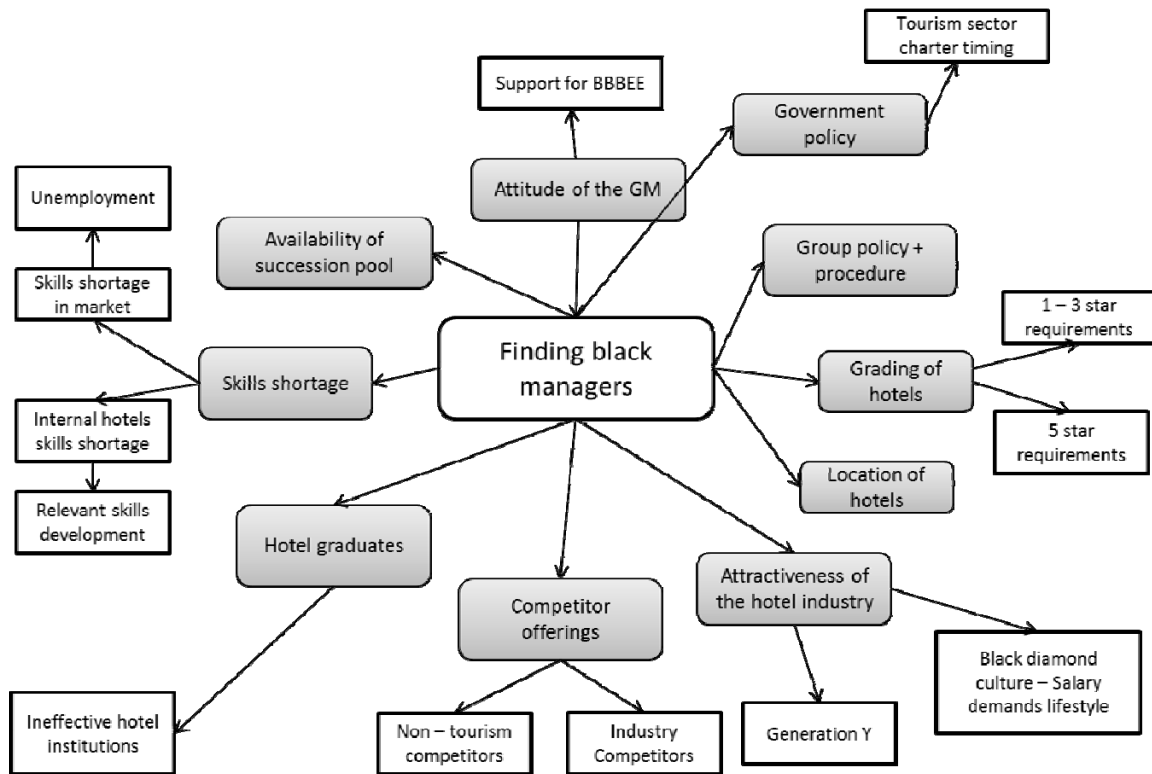 Tourism sector
charter timing
Support for BBBEE
Government
policy
Attitude of the GM
Unemployment
Availability of
succession pool
Group policy +
procedure
Skills shortage
in market
1 – 3 star
requirements
Finding black
managers
Skills shortage
Grading of
hotels
Internal hotels
skills shortage
5 star
requirements
Location of
hotels
Relevant skills
development
Hotel graduates
Attractiveness of
the hotel industry
Competitor
offerings
Black diamond
culture – Salary
demands lifestyle
Ineffective hotel
institutions
Non – tourism
competitors
Industry
Competitors
Generation Y